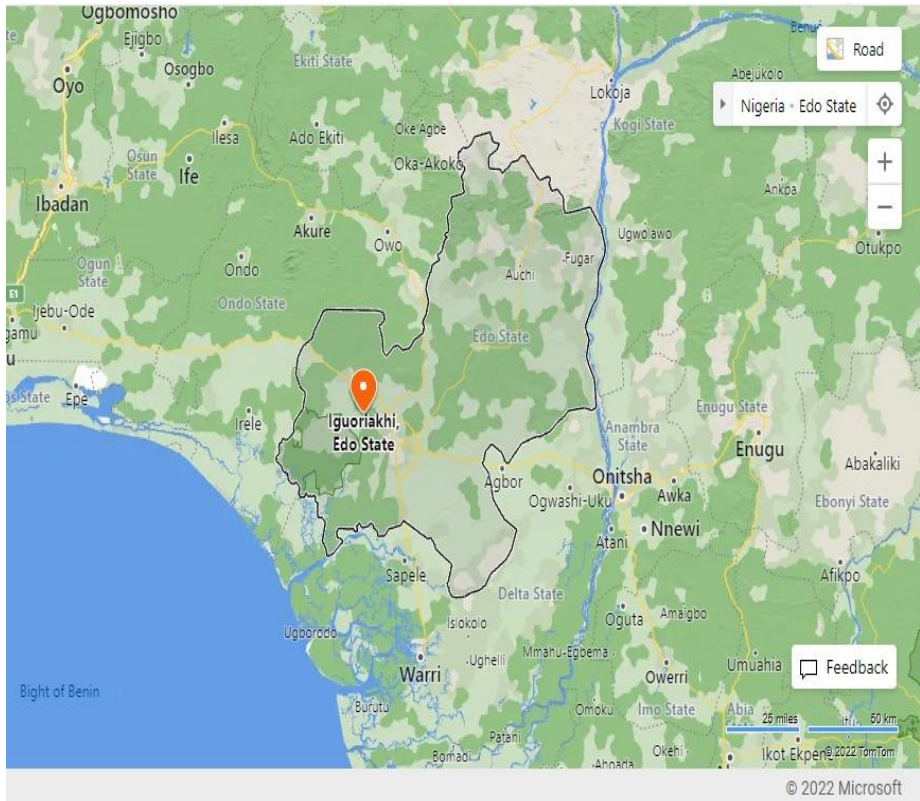 Ogbomosho
Ejigbo
Oyo
Osogbo
Ekiti State
Benue
Road
Lokoja
Abejukolo
Nigeria • Edo State
Kogi State
Ilesa
Ado Ekiti
Oke Agbe
Osun
State
Ife
Oka-Akoko
Ibadan
Ankpa
Akure
Owo
Ugwolawo
Otukpo
Ogun
State
Ondo
Auchi
Fugar
E1
Ijebu-Ode
Ondo State
Edo State
Epe
Irele
Iguoriakhi,
Edo State
Anambra
State
Enugu State
Enugu
Abakaliki
Agbor
Onitsha
Ogwashi-Uku
Awka
Ebonyi State
Nnewi
Atani
Sapele
Afikpo
Delta State
Isiokolo
Oguta
Amaigbo
Ugborodo
Ughelli
Mmahu-Egbema
Warri
Owerri
Umuahia
Feedback
Bight of Benin
Burutu
Omoku
Imo State
Abia
25 miles
50 km
Patani
Bomadi
Ahoada
Okehi
Ikot Ekpene
© 2022 TomTom
© 2022 Microsoft